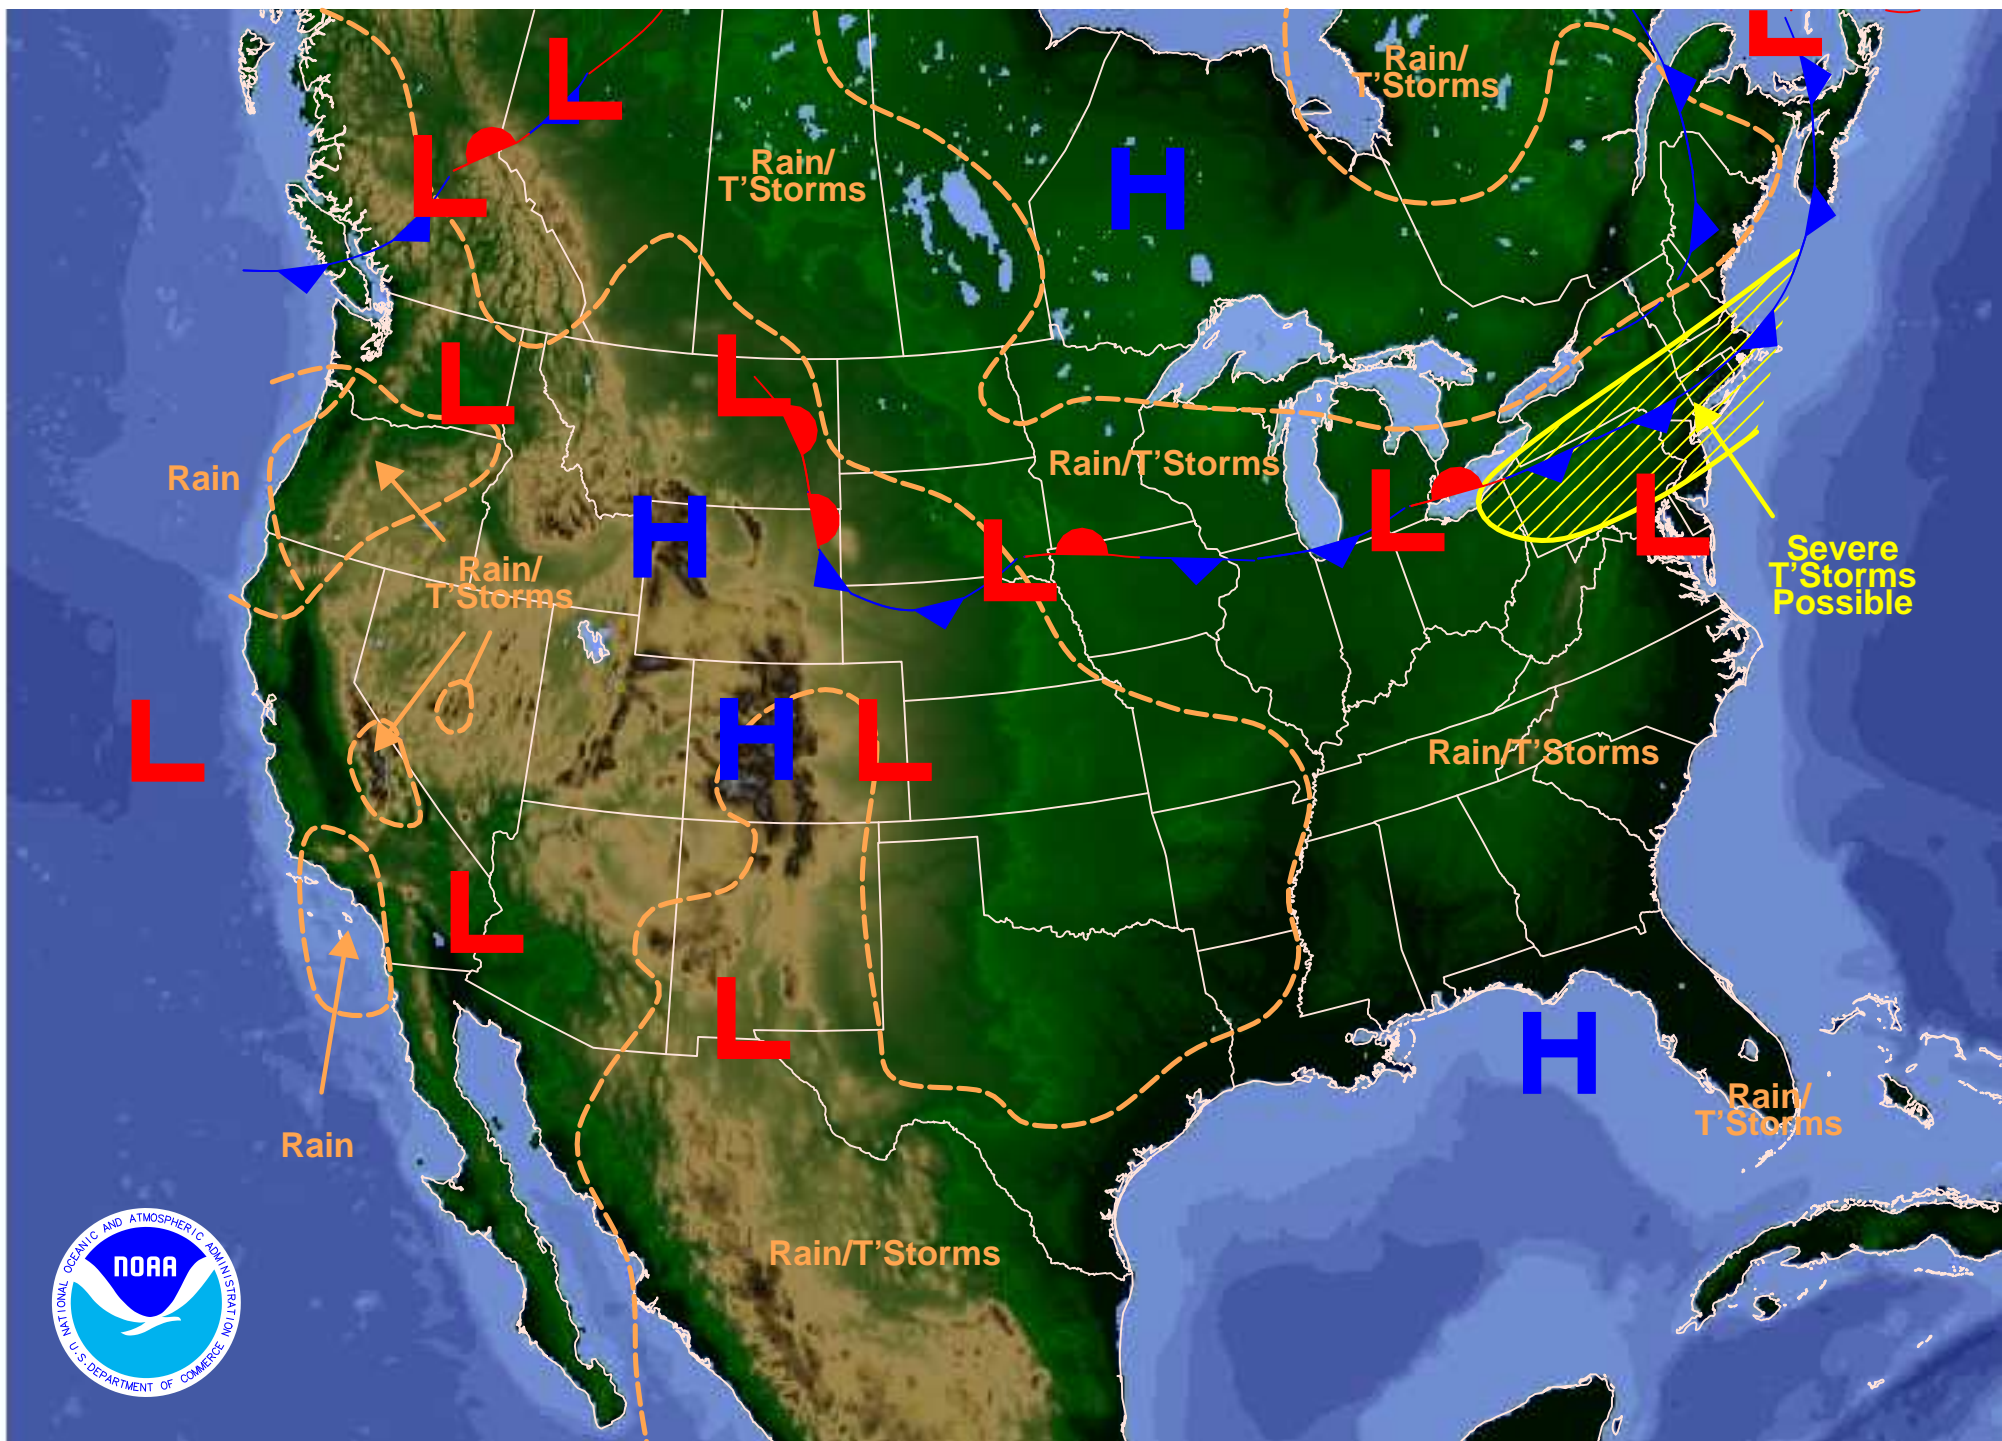 L
L
Rain/
T'Storms
L
Rain/
T'Storms
H
L
L
Rain
Rain/T'Storms
L
H
L
L
L
Rain/
T'Storms
Severe
T'Storms
Possible
L
H
L
Rain/T'Storms
L
L
H
Rain/
T'Storms
Rain
Rain/T'Storms
NATIONAL OCEANIC AND ATMOSPHERIC ADMINISTRATION
NOAA
U.S. DEPARTMENT OF COMMERCE